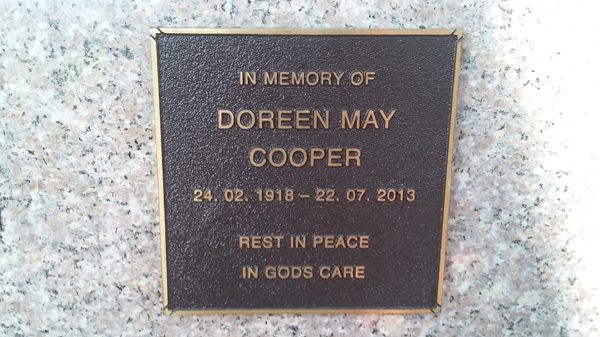 IN MEMORY OF
DOREEN MAY
COOPER
24. 02. 1918 – 22. 07. 2013
REST IN PEACE
IN GODS CARE